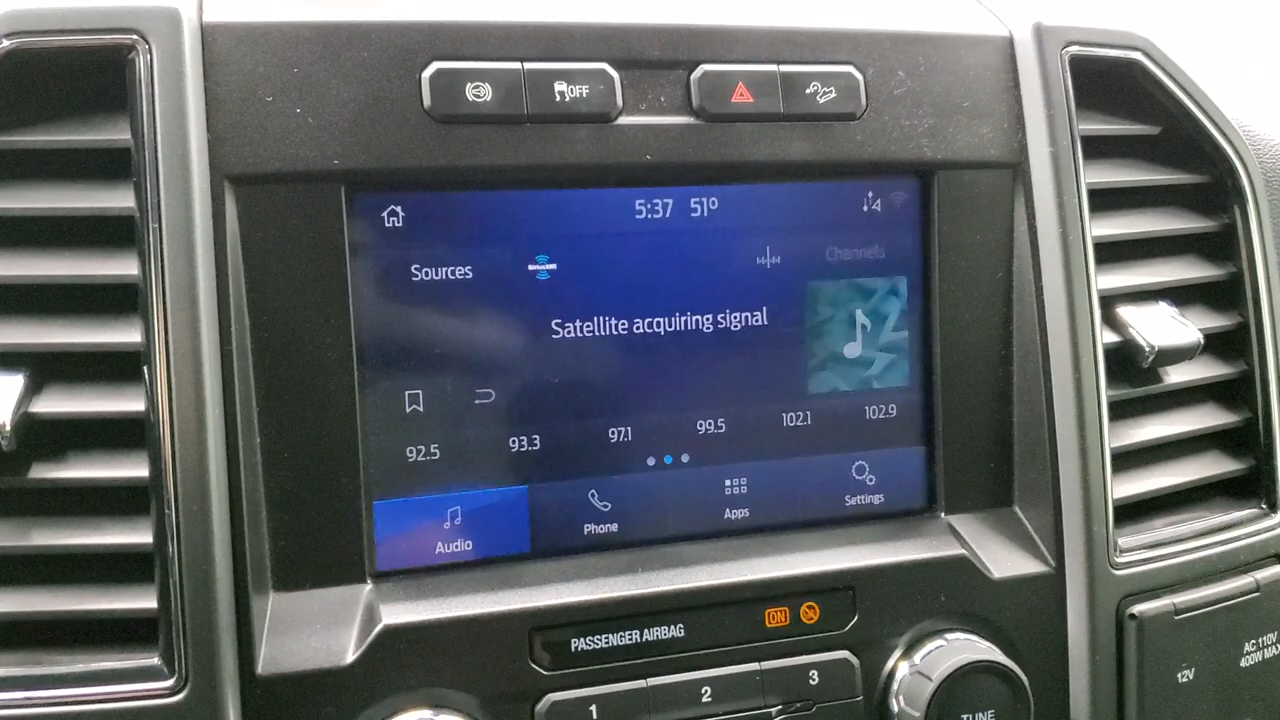 OFF
5:37 51°
Sources
SiriusXM
Channels
Satellite acquiring signal
92.5 93.3 97.1 99.5 102.1 102.9
Audio
Phone
Apps
Settings
PASSENGER AIRBAG
ON
1 2 3
TUNE
12V
AC 110V
400W MAX